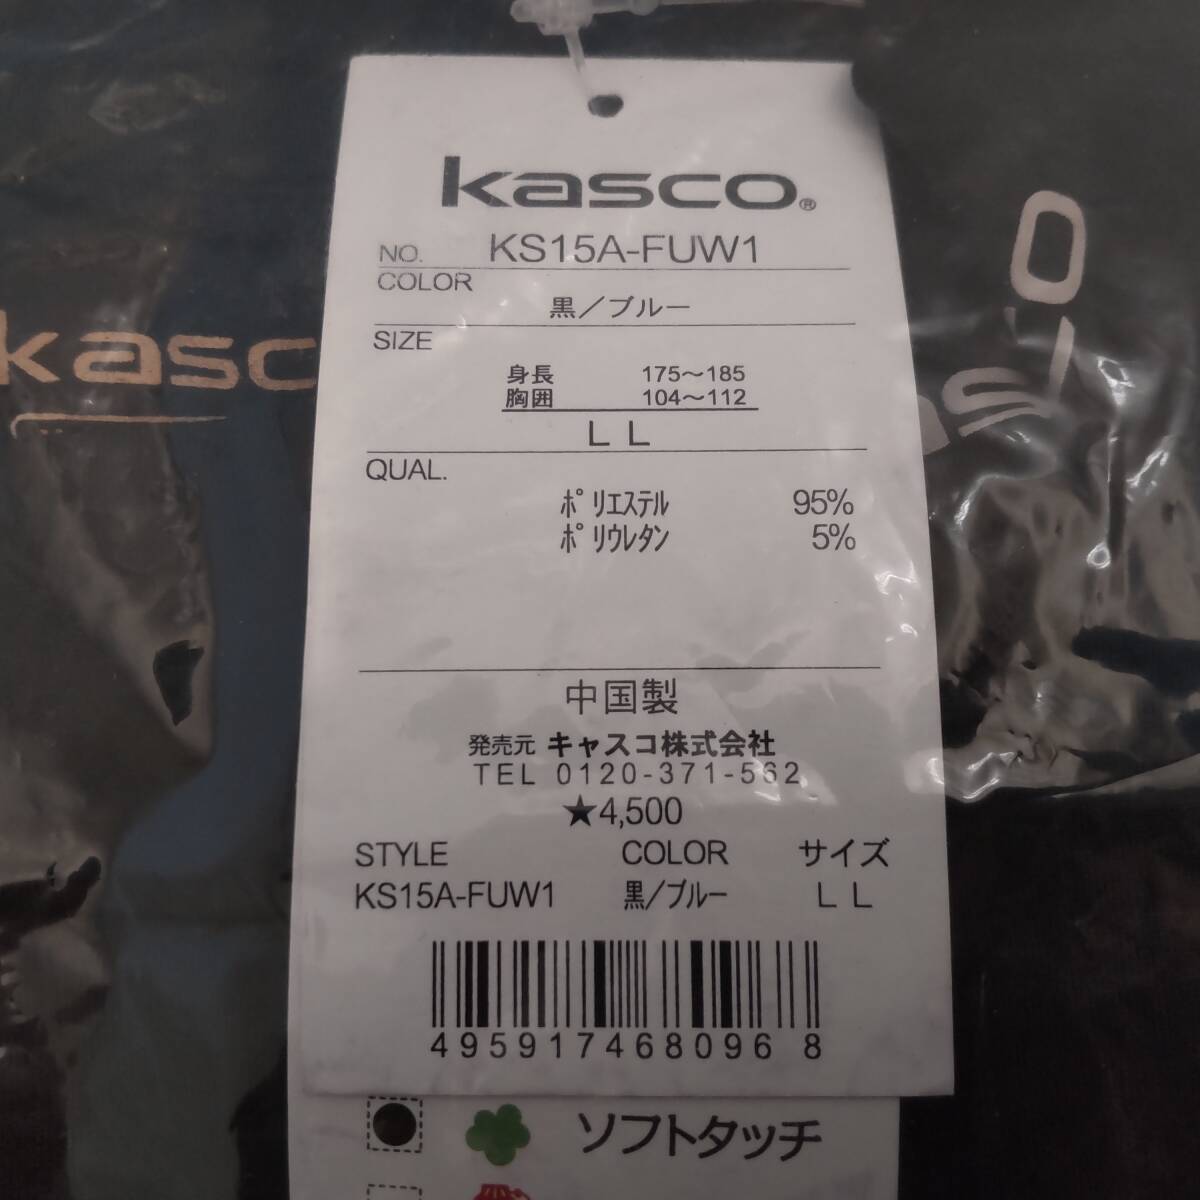 kasco®
NO. KS15A-FUW1
COLOR
黒／ブルー
SIZE
身長 175～185
胸囲 104～112
LL
QUAL.
ﾎﾟﾘｴｽﾃﾙ 95%
ﾎﾟﾘｳﾚﾀﾝ 5%
中国製
発売元 キャスコ株式会社
TEL 0120-371-562
★4,500
STYLE COLOR サイズ
KS15A-FUW1 黒/ブルー LL
4959174680968
ソフトタッチ
kasc